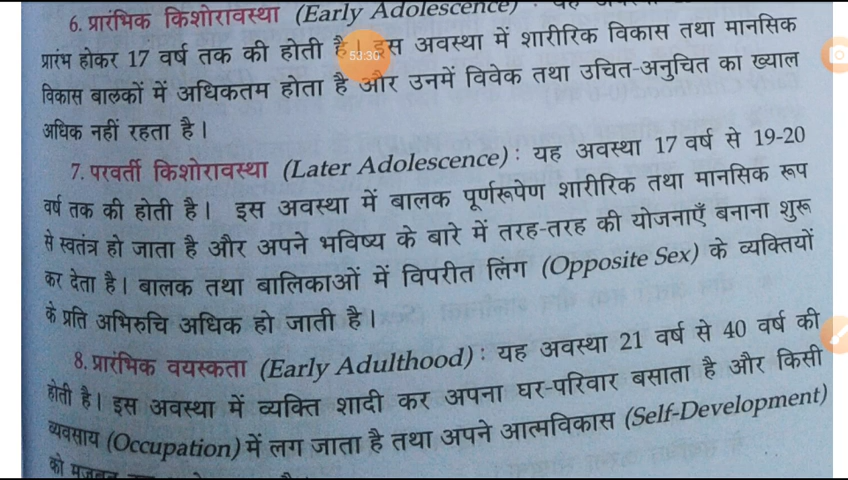 6. प्रारंभिक किशोरावस्था (Early Adolescence) : यह
प्रारंभ होकर 17 वर्ष तक की होती है। इस अवस्था में शारीरिक विकास तथा मानसिक
53:30
विकास बालकों में अधिकतम होता है और उनमें विवेक तथा उचित-अनुचित का ख्याल
अधिक नहीं रहता है।
7. परवर्ती किशोरावस्था (Later Adolescence) : यह अवस्था 17 वर्ष से 19-20
वर्ष तक की होती है। इस अवस्था में बालक पूर्णरूपेण शारीरिक तथा मानसिक रूप
से स्वतंत्र हो जाता है और अपने भविष्य के बारे में तरह-तरह की योजनाएँ बनाना शुरू
कर देता है। बालक तथा बालिकाओं में विपरीत लिंग (Opposite Sex) के व्यक्तियों
के प्रति अभिरुचि अधिक हो जाती है।
8. प्रारंभिक वयस्कता (Early Adulthood) : यह अवस्था 21 वर्ष से 40 वर्ष की
होती है। इस अवस्था में व्यक्ति शादी कर अपना घर-परिवार बसाता है और किसी
व्यवसाय (Occupation) में लग जाता है तथा अपने आत्मविकास (Self-Development)
को